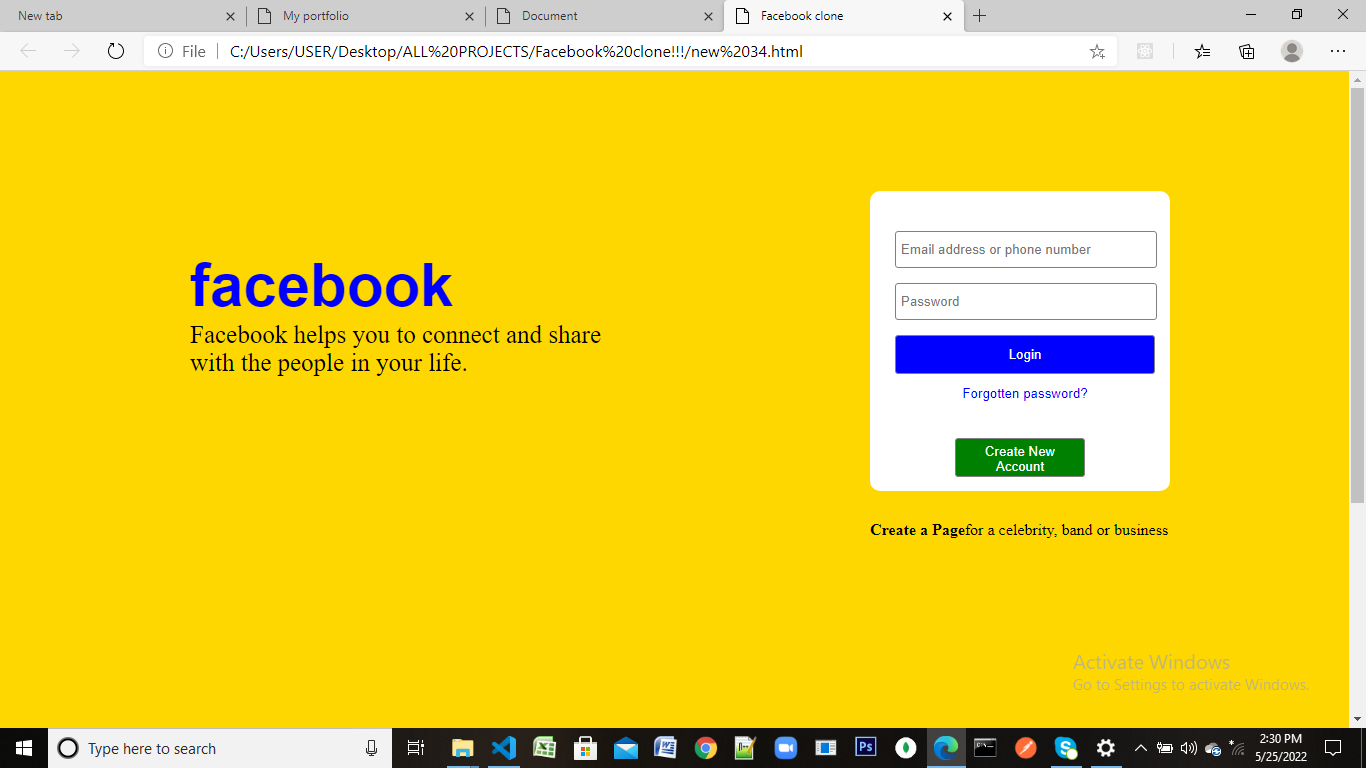 New tab
My portfolio
Document
Facebook clone
File
C:/Users/USER/Desktop/ALL%20PROJECTS/Facebook%20clone!!!/new%2034.html
facebook
Facebook helps you to connect and share
with the people in your life.
Email address or phone number
Password
Login
Forgotten password?
Create New
Account
Create a Pagefor a celebrity, band or business
Activate Windows
Go to Settings to activate Windows.
Type here to search
Ps
2:30 PM
5/25/2022